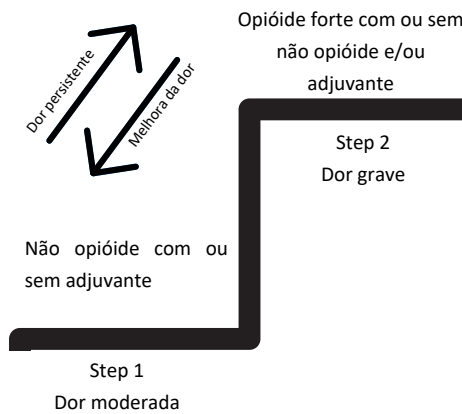 Opióide forte com ou sem
não opióide e/ou
adjuvante
Dor persistente
Melhora da dor
Step 2
Dor grave
Não opióide com ou
sem adjuvante
Step 1
Dor moderada